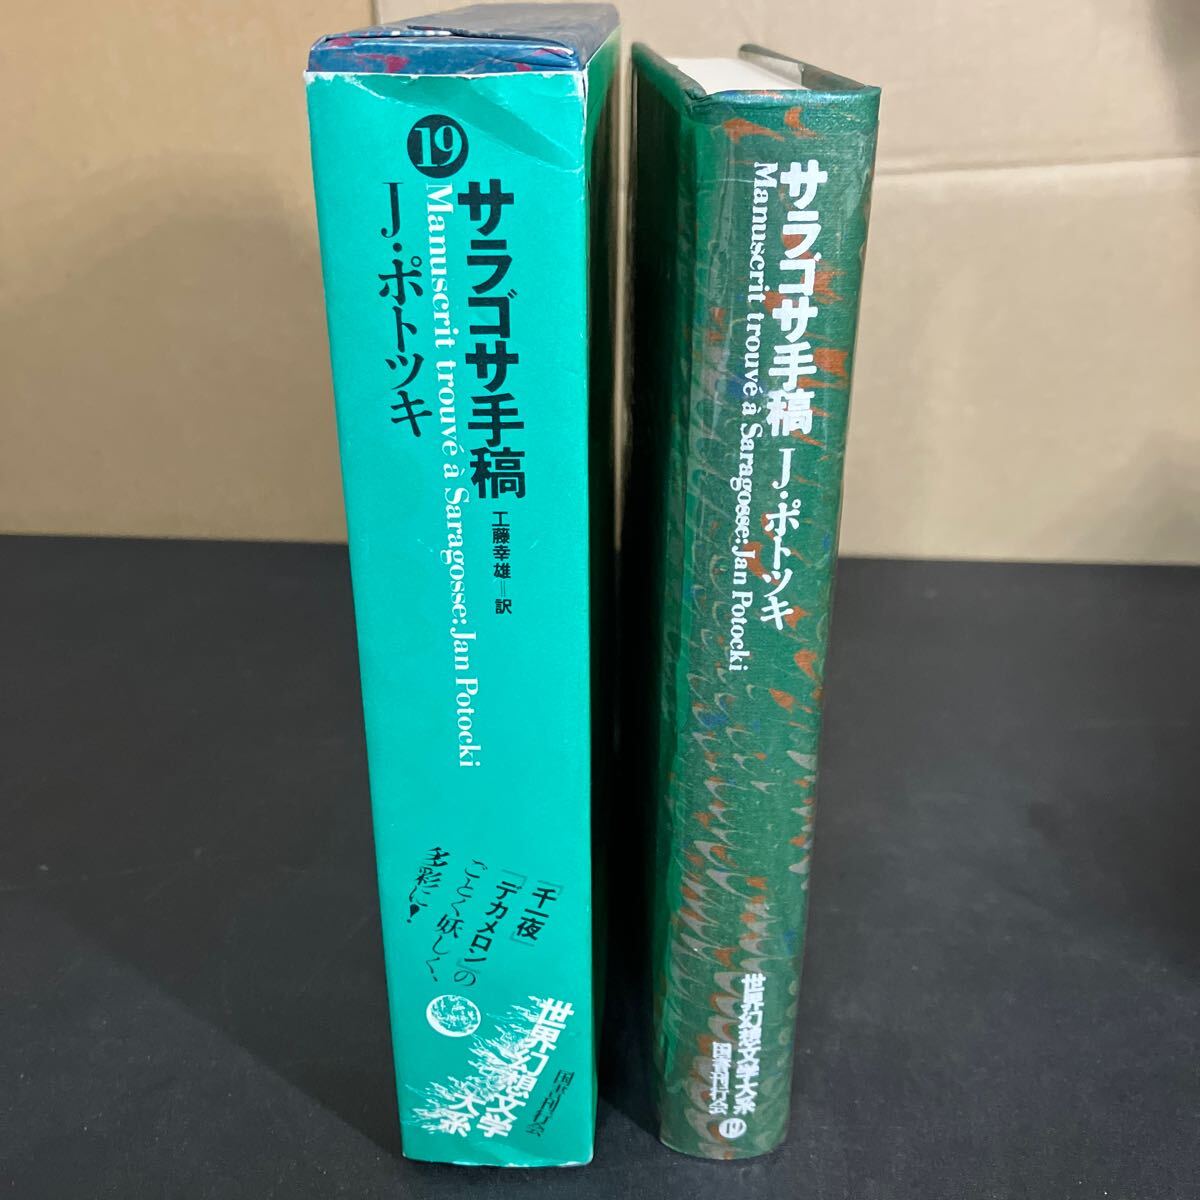 19
サラゴサ手稿
工藤幸雄=訳
Manuscrit trouvé à Saragosse:Jan Potocki
J・ポトツキ
『千一夜』
『デカメロン』の
ごとく妖しく、
多彩に!
世界幻想文学
大系
国書刊行会
サラゴサ手稿 J・ポトツキ
Manuscrit trouvé à Saragosse:Jan Potocki
世界幻想文学大系 19
国書刊行会